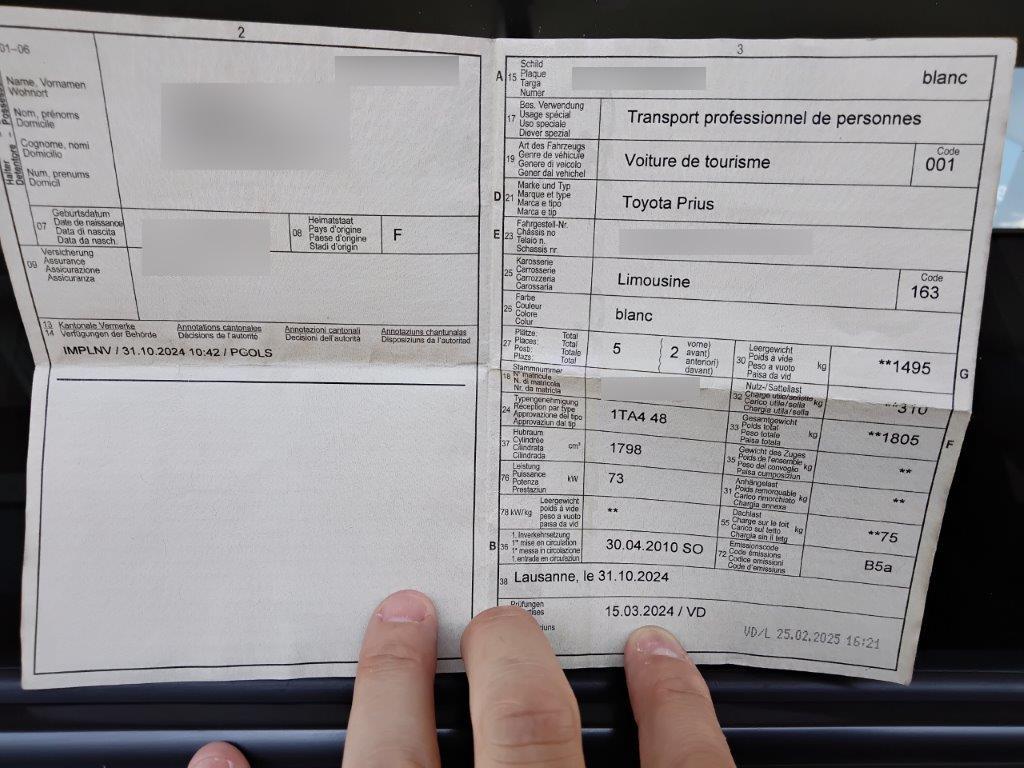 2
01-06
Name, Vornamen
Wohnort
Nom, prénoms
Domicile
Cognome, nomi
Domicilio
Num, prenums
Domicil
07
Geburtsdatum
Date de naissance
Data di nascita
Data da nasch.
08
Heimatstaat
Pays d'origine
Paese d'origine
Stadi d'origin
F
09
Versicherung
Assurance
Assicurazione
Assicuranza
13
14
Kantonale Vermerke
Verfügungen der Behörde
Annotations cantonales
Décisions de l'autorité
Annotazioni cantonali
Decisioni dell'autorità
Annotaziuns chantunalas
Disposiziuns da l'autoritad
IMPLNV / 31.10.2024 10:42 / PGOLS
3
A
15
Schild
Plaque
Targa
Numer
blanc
17
Bes. Verwendung
Usage spécial
Uso speciale
Diever spezial
Transport professionnel de personnes
19
Art des Fahrzeugs
Genre de véhicule
Genere di veicolo
Gener dal vehichel
Voiture de tourisme
Code
001
D
21
Marke und Typ
Marque et type
Marca e tipo
Marca e tip
Toyota Prius
E
23
Fahrgestell-Nr.
Châssis no
Telaio n.
Schassis nr.
25
Karosserie
Carrosserie
Carrozzeria
Carossaria
Limousine
Code
163
26
Farbe
Couleur
Colore
Colur
blanc
27
Plätze: Total
Places: Total
Posti: Totale
Plazs: Total
5
2
vorne)
avant)
anteriori)
davant)
30
Leergewicht
Poids à vide
Peso a vuoto
Paisa da vid
kg
**1495
G
18
Stammnummer
N° matricule
N. di matricola
Nr. da matricla
32
Nutz-/Sattellast
Charge utile/sellette
Carico utile/sella
Chargia utila/sella
kg
**310
24
Typengenehmigung
Réception par type
Approvazione del tipo
Approvaziun dal tip
1TA4 48
33
Gesamtgewicht
Poids total
Peso totale
Paisa totala
kg
**1805
F
37
Hubraum
Cylindrée
Cilindrata
Cilindrada
cm³
1798
35
Gewicht des Zuges
Poids de l'ensemble
Peso del convoglio
Paisa cumposiziun
kg
**
76
Leistung
Puissance
Potenza
Prestaziun
kW
73
31
Anhängelast
Poids remorquable
Carico rimorchiato
Chargia annexa
kg
**
78 kW/kg
Leergewicht
poids à vide
peso a vuoto
paisa da vid
**
55
Dachlast
Charge sur le toit
Carico sul tetto
Chargia sin il tetg
kg
**75
B
36
1. Inverkehrsetzung
1re mise en circulation
1a messa in circolazione
1. entrada en circulaziun
30.04.2010 SO
72
Emissionscode
Code émissions
Codice emissioni
Code d'emissiuns
B5a
38
Lausanne, le 31.10.2024
Prüfungen
15.03.2024 / VD
VD/L 25.02.2025 16:21